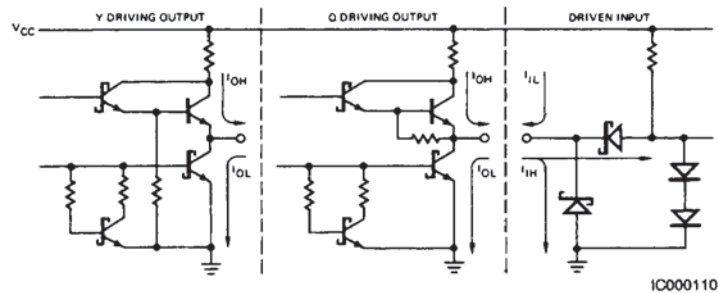 Y DRIVING OUTPUT
Q DRIVING OUTPUT
DRIVEN INPUT
VCC
IOH
IOH
IIL
IOL
IOL
IIH
IC000110